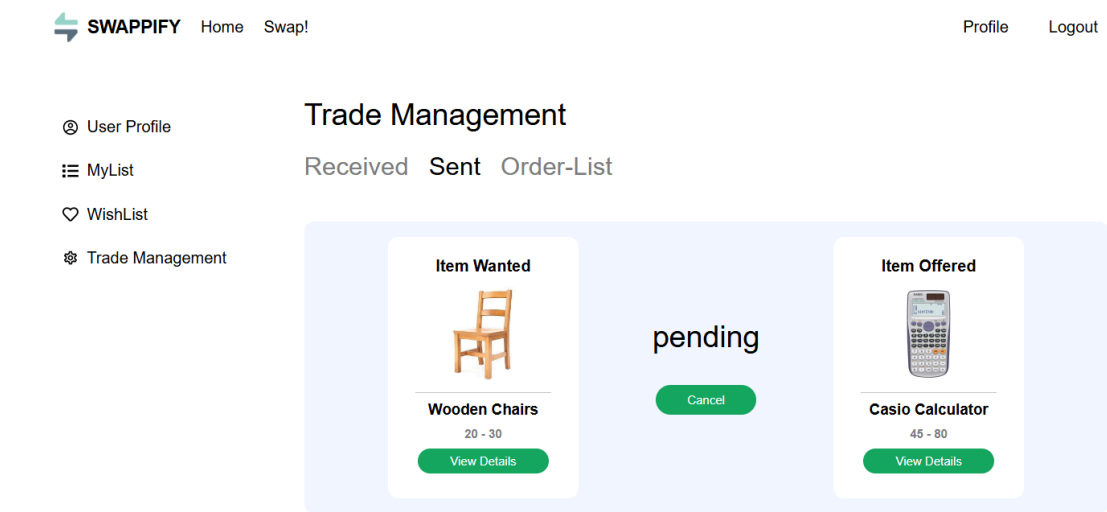 SWAPPIFY Home Swap! Profile Logout
User Profile
MyList
WishList
Trade Management
Trade Management
Received Sent Order-List
Item Wanted
Wooden Chairs
20 - 30
View Details
pending
Cancel
Item Offered
Casio Calculator
45 - 80
View Details